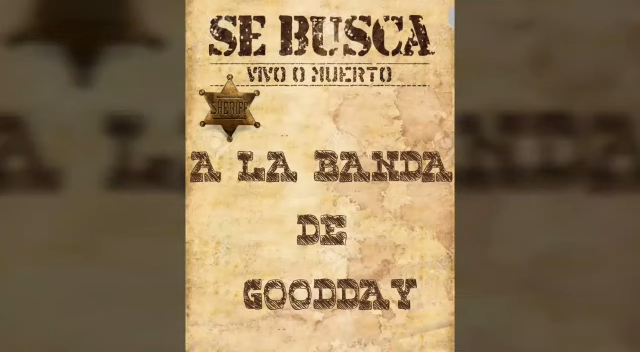 SE BUSCA
VIVO O MUERTO
SHERIFF
A LA BANDA
DE
GOODDAY